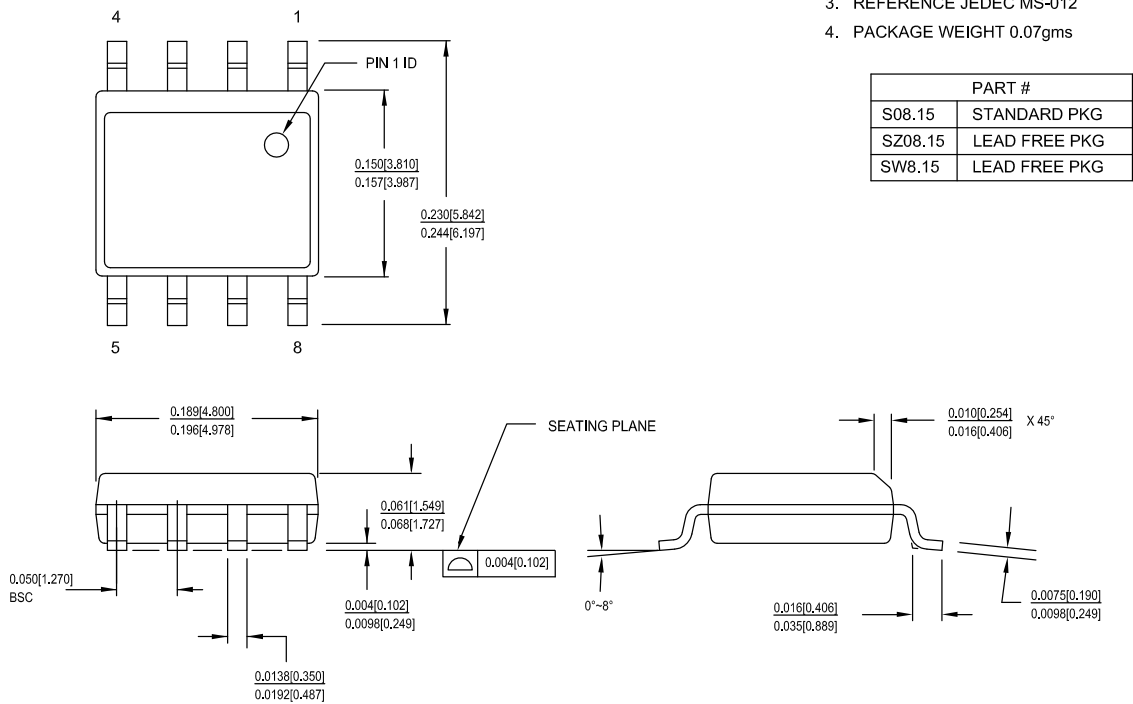 3. REFERENCE JEDEC MS-012
4. PACKAGE WEIGHT 0.07gms
PART #
S08.15 STANDARD PKG
SZ08.15 LEAD FREE PKG
SW8.15 LEAD FREE PKG
4
1
PIN 1 ID
0.150[3.810]
0.157[3.987]
0.230[5.842]
0.244[6.197]
5
8
0.189[4.800]
0.196[4.978]
SEATING PLANE
0.010[0.254]
0.016[0.406]
X 45°
0.061[1.549]
0.068[1.727]
0.004[0.102]
0.050[1.270]
BSC
0.004[0.102]
0.0098[0.249]
0°~8°
0.016[0.406]
0.035[0.889]
0.0075[0.190]
0.0098[0.249]
0.0138[0.350]
0.0192[0.487]